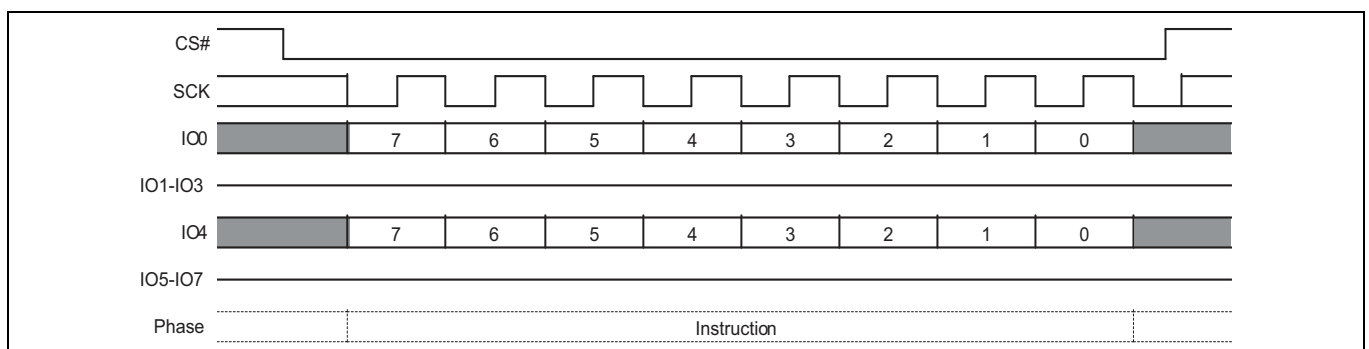 CS#
SCK
IO0 7 6 5 4 3 2 1 0
IO1-IO3
IO4 7 6 5 4 3 2 1 0
IO5-IO7
Phase Instruction